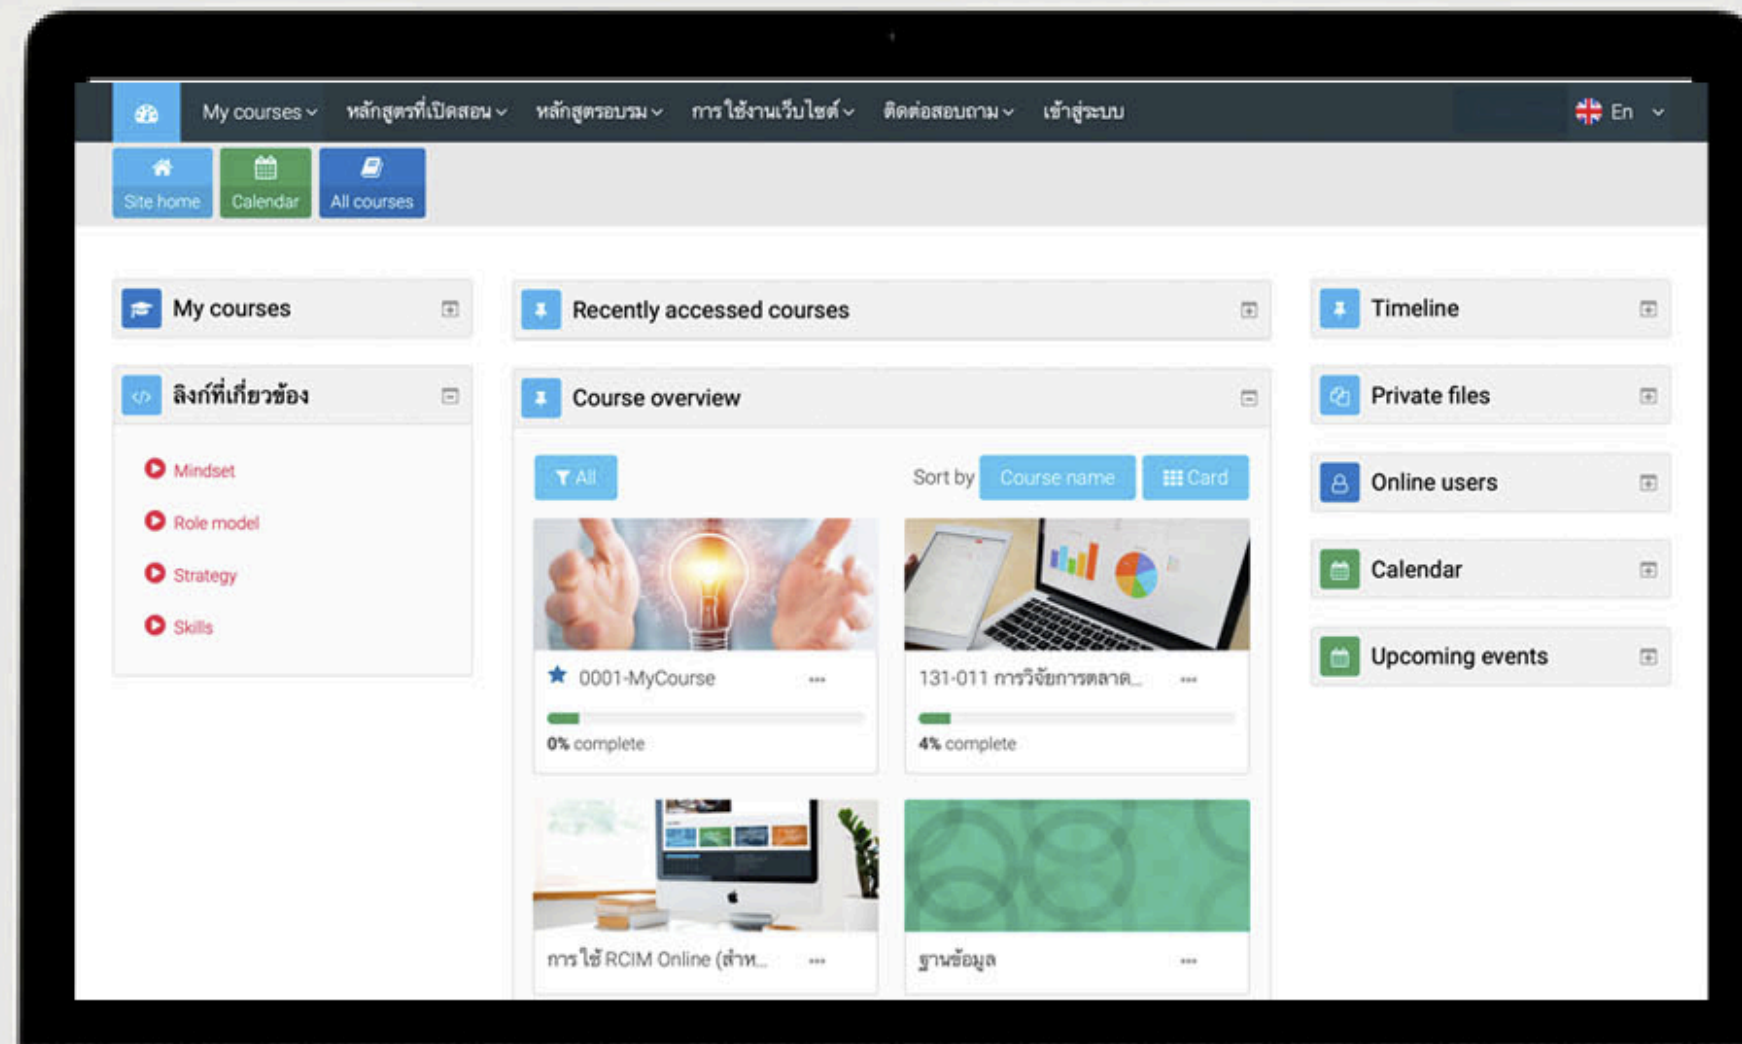 My courses หลักสูตรที่เปิดสอน หลักสูตรอบรม การใช้งานเว็บไซต์ ติดต่อสอบถาม เข้าสู่ระบบ En
Site home Calendar All courses
My courses
ลิงก์ที่เกี่ยวข้อง
Mindset
Role model
Strategy
Skills
Recently accessed courses
Course overview
All Sort by Course name Card
0001-MyCourse ...
0% complete
131-011 การวิจัยการตลาด... ...
4% complete
การใช้ RCIM Online (สำห... ...
ฐานข้อมูล ...
Timeline
Private files
Online users
Calendar
Upcoming events